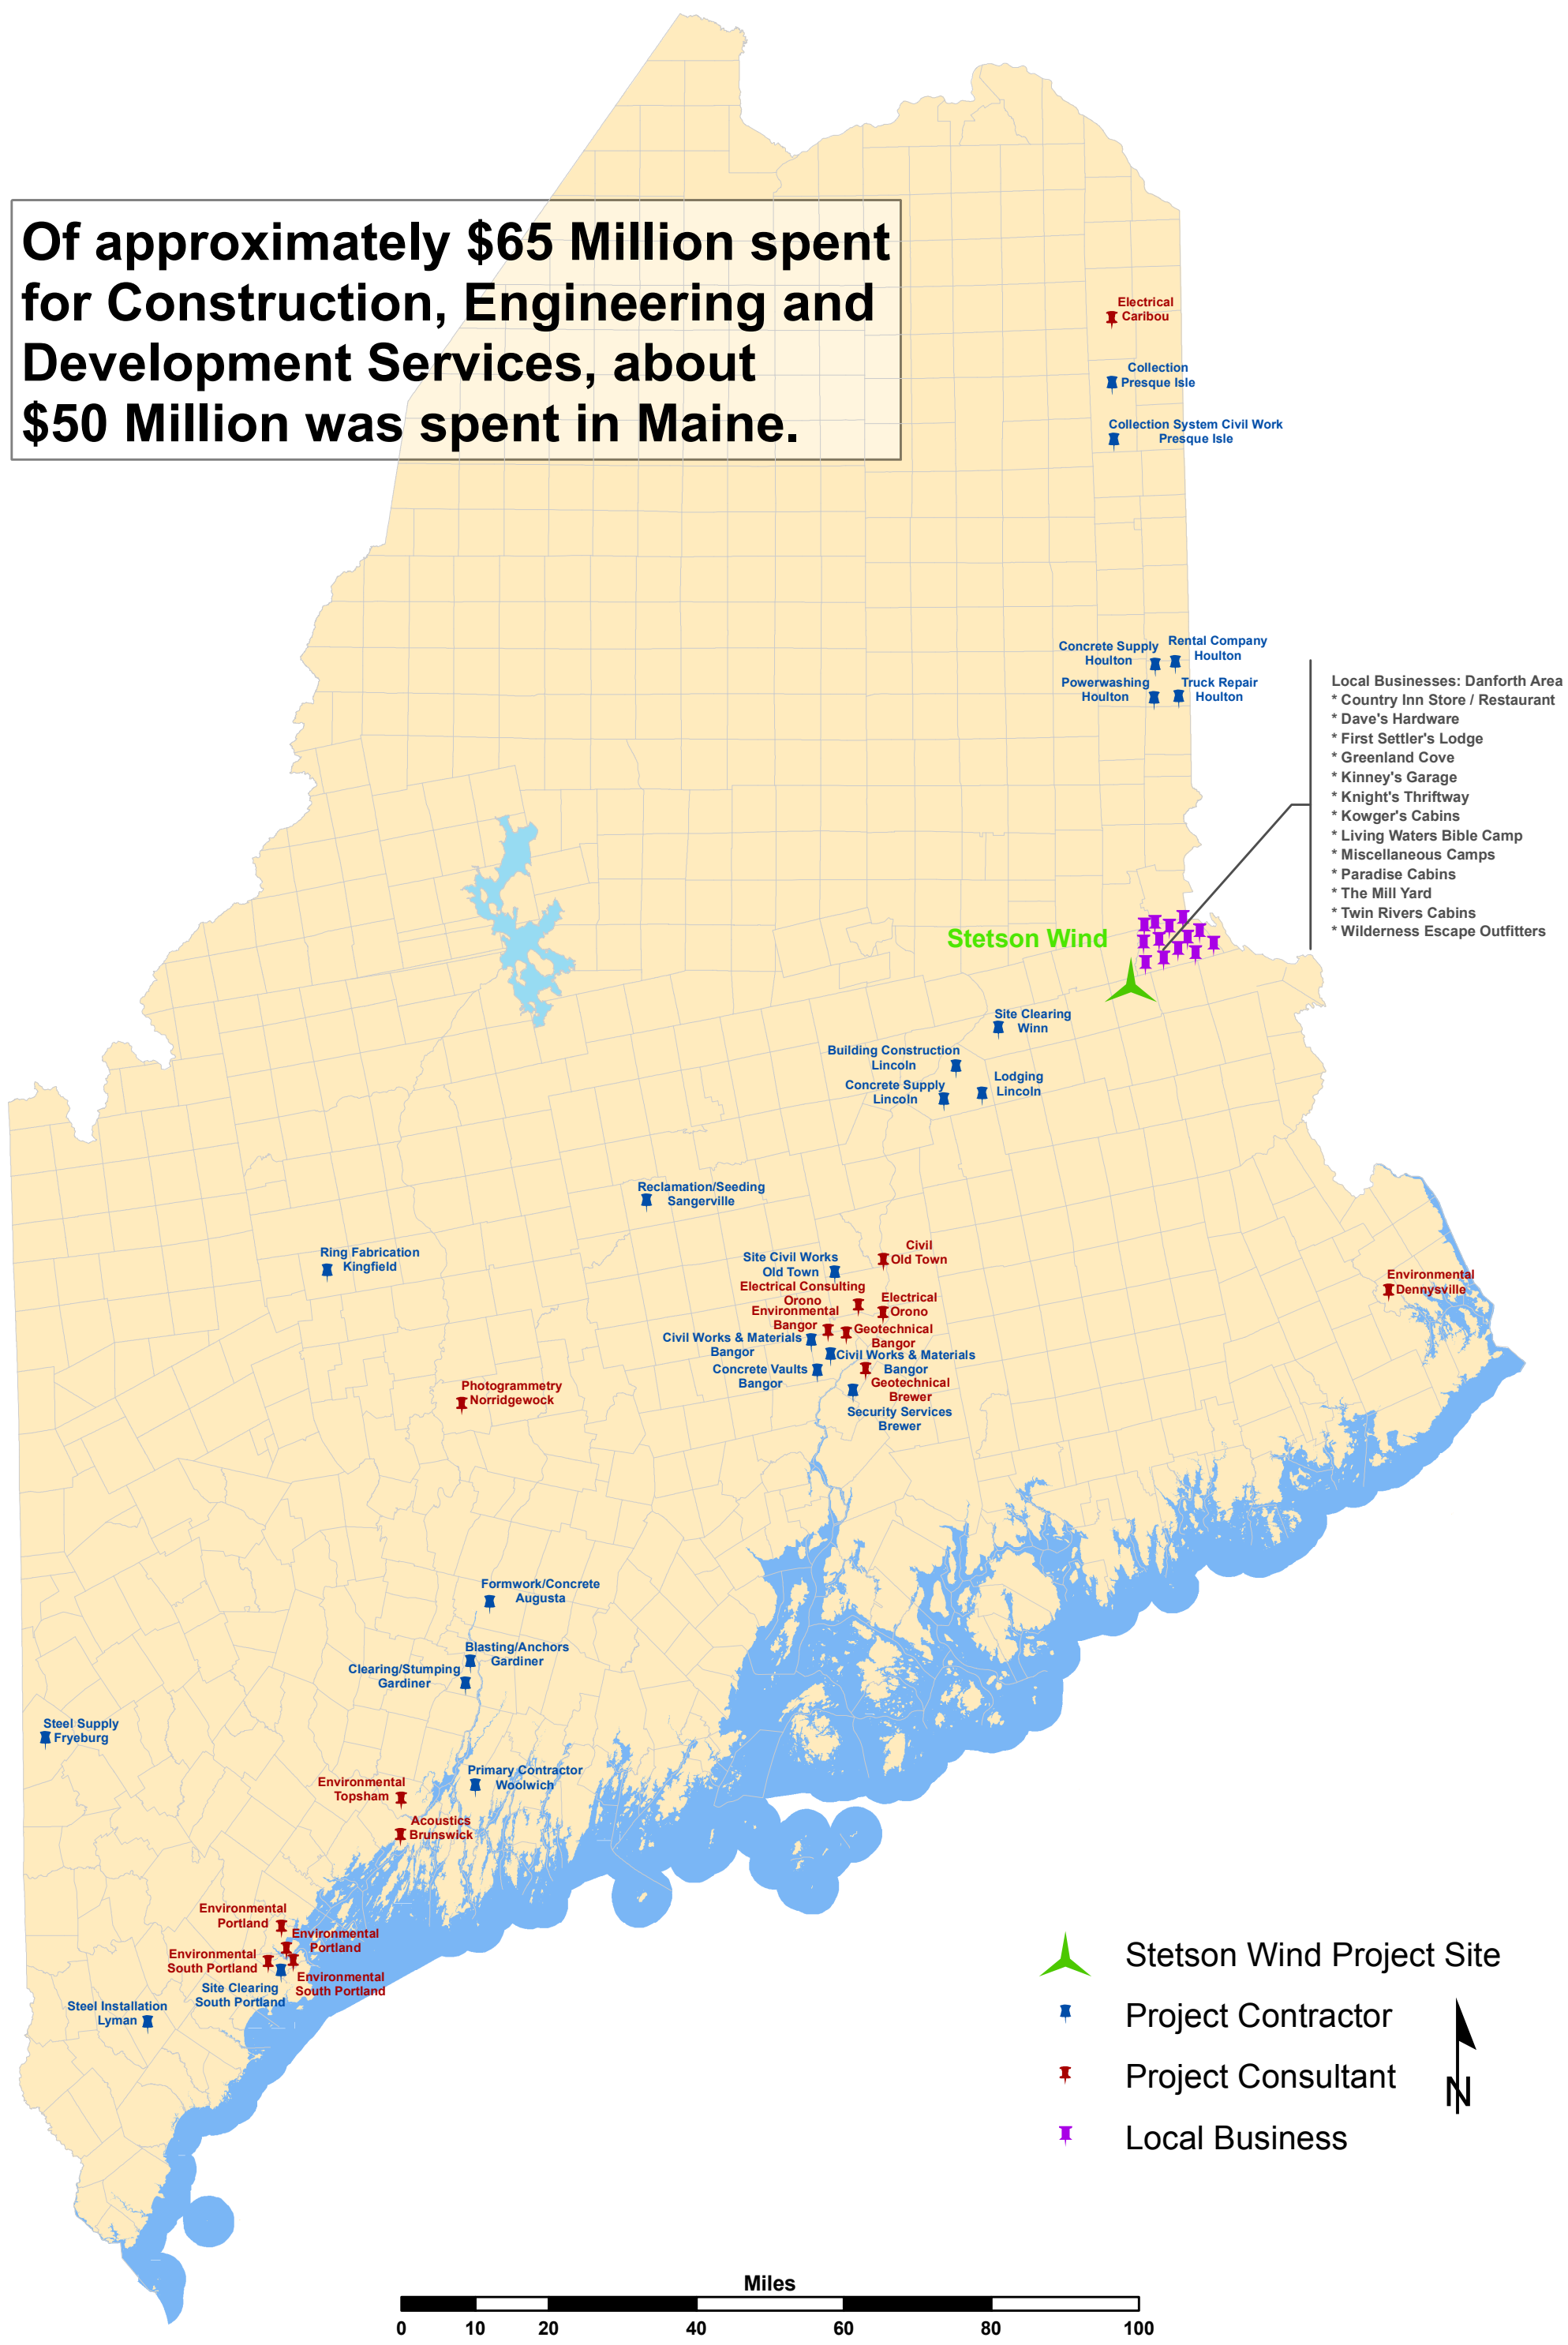 Of approximately $65 Million spent
for Construction, Engineering and
Development Services, about
$50 Million was spent in Maine.
Electrical
Caribou
Collection
Presque Isle
Collection System Civil Work
Presque Isle
Concrete Supply
Houlton
Rental Company
Houlton
Powerwashing
Houlton
Truck Repair
Houlton
Local Businesses: Danforth Area
* Country Inn Store / Restaurant
* Dave's Hardware
* First Settler's Lodge
* Greenland Cove
* Kinney's Garage
* Knight's Thriftway
* Kowger's Cabins
* Living Waters Bible Camp
* Miscellaneous Camps
* Paradise Cabins
* The Mill Yard
* Twin Rivers Cabins
* Wilderness Escape Outfitters
Stetson Wind
Site Clearing
Winn
Building Construction
Lincoln
Lodging
Lincoln
Concrete Supply
Lincoln
Reclamation/Seeding
Sangerville
Ring Fabrication
Kingfield
Civil
Old Town
Site Civil Works
Old Town
Electrical Consulting
Orono
Electrical
Orono
Environmental
Bangor
Geotechnical
Bangor
Civil Works & Materials
Bangor
Civil Works & Materials
Bangor
Concrete Vaults
Bangor
Geotechnical
Brewer
Security Services
Brewer
Environmental
Dennysville
Photogrammetry
Norridgewock
Formwork/Concrete
Augusta
Blasting/Anchors
Gardiner
Clearing/Stumping
Gardiner
Steel Supply
Fryeburg
Primary Contractor
Woolwich
Environmental
Topsham
Acoustics
Brunswick
Environmental
Portland
Environmental
Portland
Environmental
South Portland
Environmental
South Portland
Site Clearing
South Portland
Steel Installation
Lyman
Stetson Wind Project Site
Project Contractor
Project Consultant
Local Business
N
Miles
0 10 20 40 60 80 100